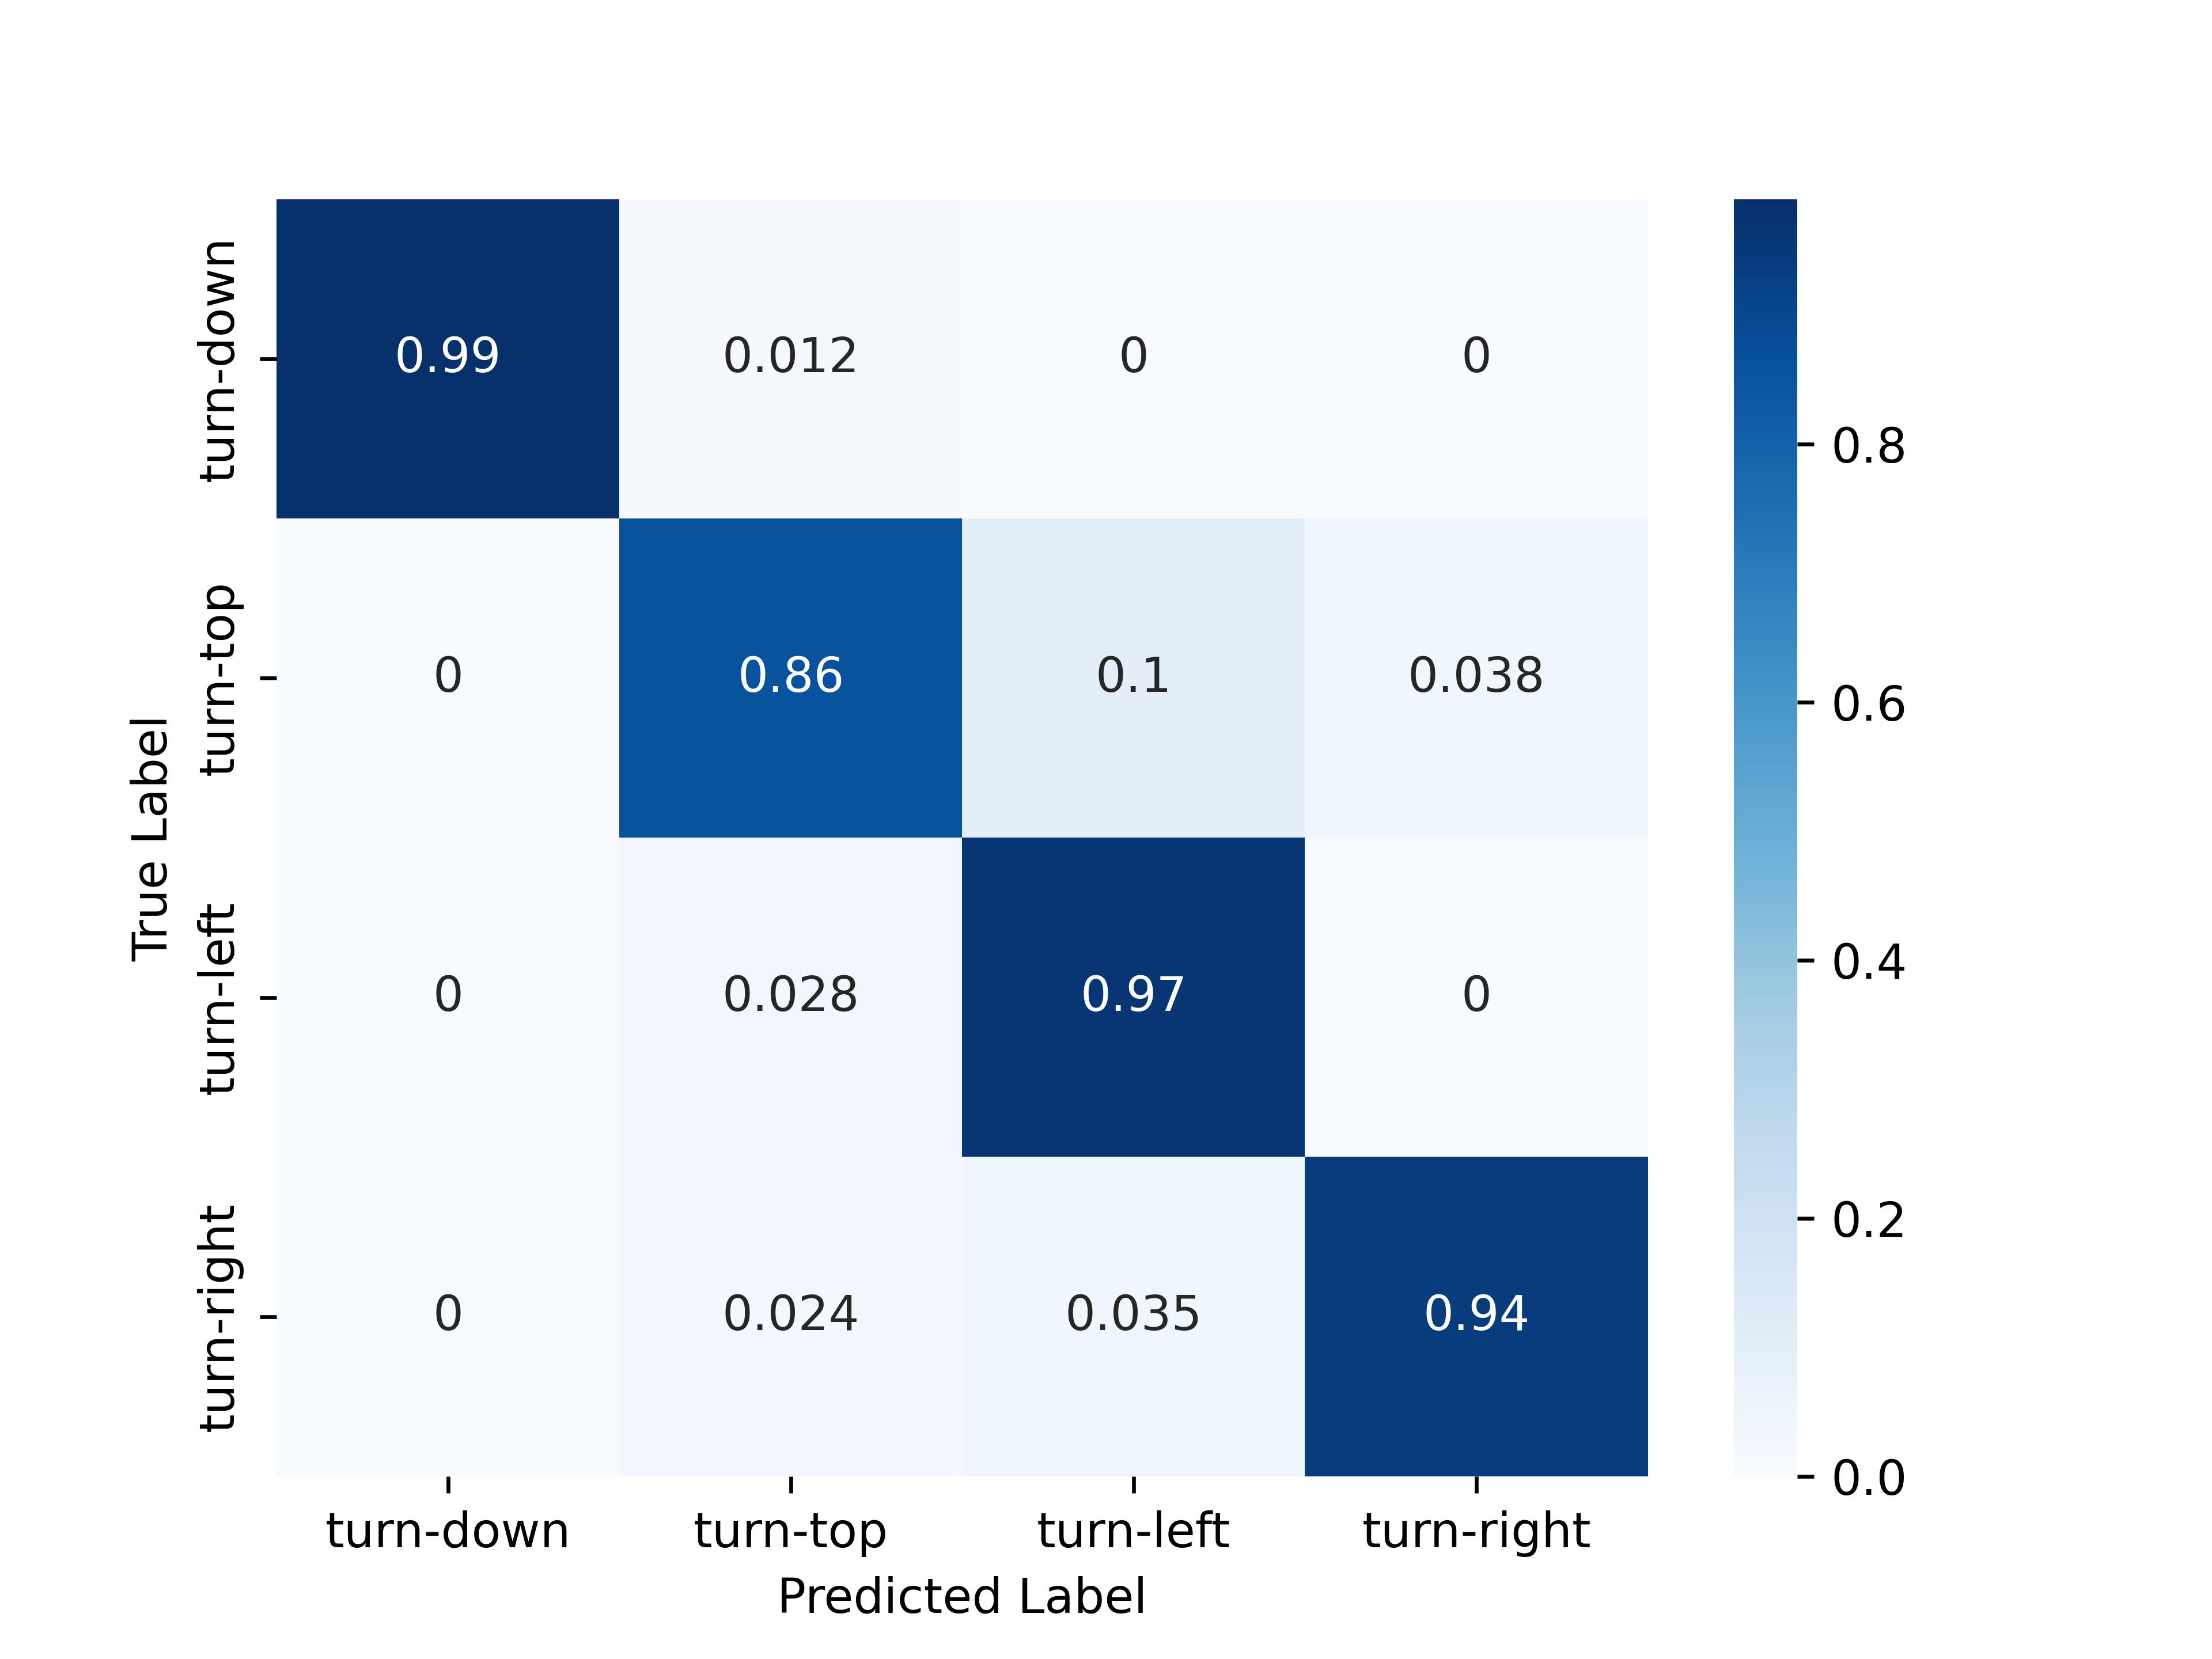 True Label
turn-down 0.99 0.012 0 0
turn-top 0 0.86 0.1 0.038
turn-left 0 0.028 0.97 0
turn-right 0 0.024 0.035 0.94
turn-down turn-top turn-left turn-right
Predicted Label
0.8
0.6
0.4
0.2
0.0